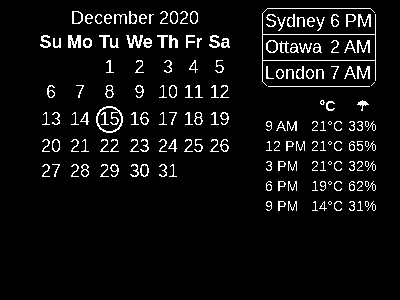 December 2020
Su Mo Tu We Th Fr Sa
1 2 3 4 5
6 7 8 9 10 11 12
13 14 15 16 17 18 19
20 21 22 23 24 25 26
27 28 29 30 31
Sydney 6 PM
Ottawa 2 AM
London 7 AM
°C ☂
9 AM 21°C 33%
12 PM 21°C 65%
3 PM 21°C 32%
6 PM 19°C 62%
9 PM 14°C 31%